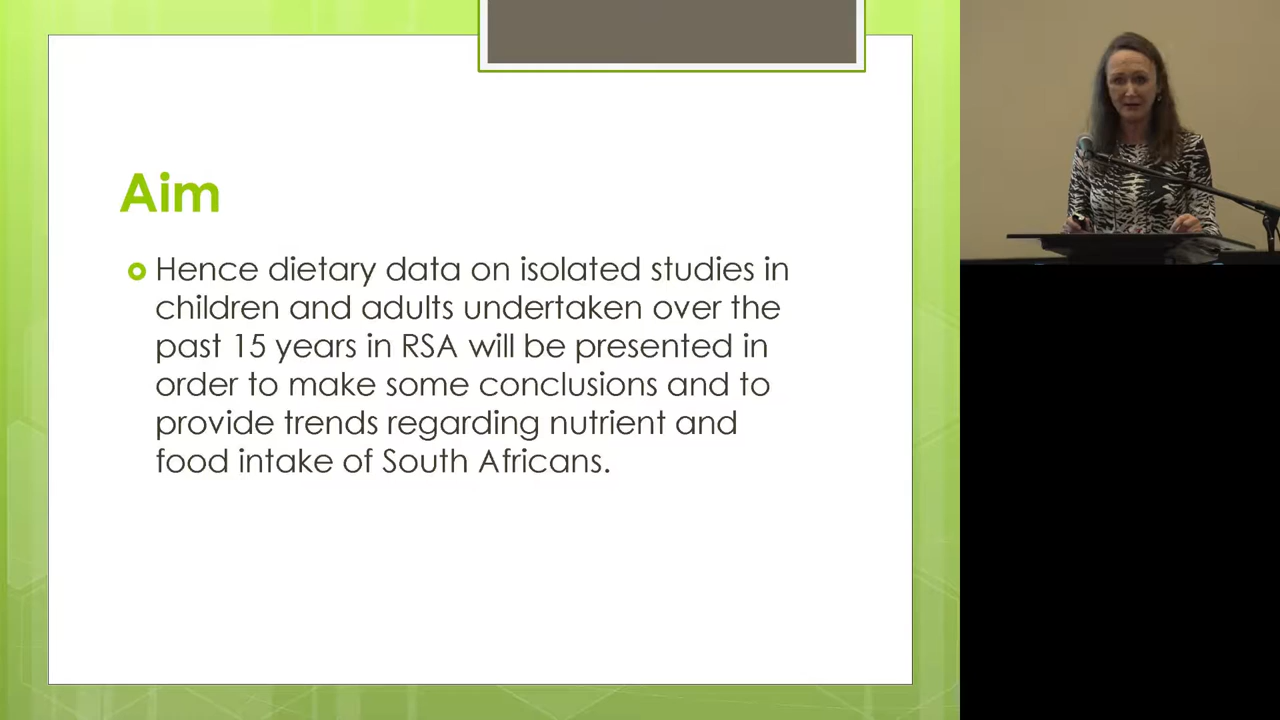 Aim
Hence dietary data on isolated studies in
children and adults undertaken over the
past 15 years in RSA will be presented in
order to make some conclusions and to
provide trends regarding nutrient and
food intake of South Africans.